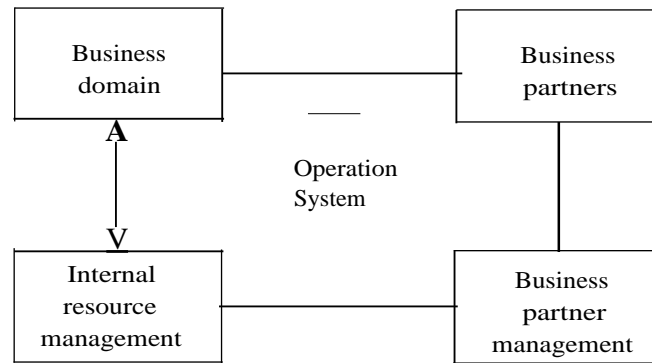 Business
domain
Business
partners
A
Operation
System
V
Internal
resource
management
Business
partner
management